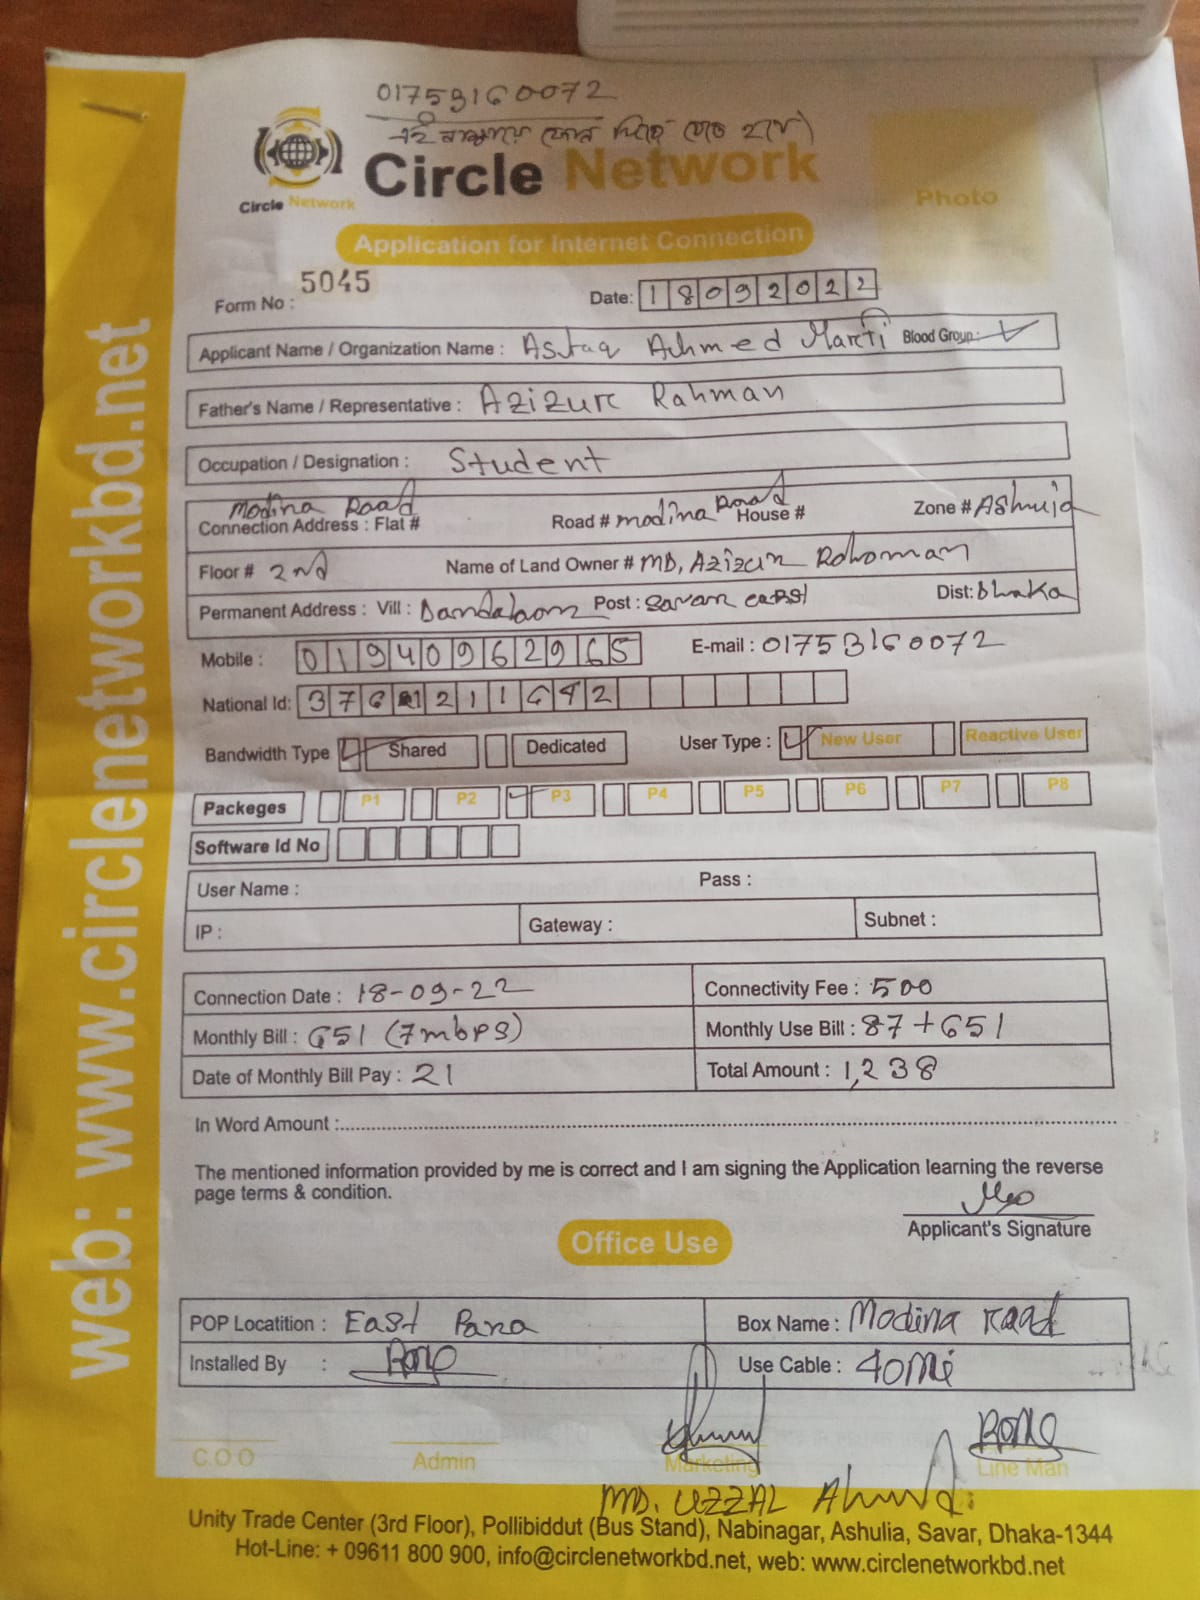 01753160072
এই নাম্বারে ফোন দিয়ে যেতে হবে)
Circle Network
Circle Network
Photo
Application for Internet Connection
Form No : 5045
Date: 18092022
Applicant Name / Organization Name : Astaq Ahmed Blood Group:
Father's Name / Representative : Azizur Rahman
Occupation / Designation : Student
Modina Road
Connection Address : Flat # Road # modina Road House # Zone #
Floor # 2nd Name of Land Owner # MD, Azizur Rohoman
Permanent Address : Vill : Post : Savar Dist: Dhaka
Mobile : 01940962965 E-mail : 01753160072
National Id: 3768211642
Bandwidth Type Shared Dedicated User Type : New User Reactive User
Packeges P1 P2 P3 P4 P5 P6 P7 P8
Software Id No
User Name : Pass :
IP : Gateway : Subnet :
Connection Date : 18-09-22 Connectivity Fee : 500
Monthly Bill : 651 (7mbps) Monthly Use Bill : 87+651
Date of Monthly Bill Pay : 21 Total Amount : 1,238
In Word Amount :
The mentioned information provided by me is correct and I am signing the Application learning the reverse
page terms & condition.
Applicant's Signature
Office Use
POP Locatition : East Para Box Name : Modina Road
Installed By : Use Cable : 40Mi
C.O.O Admin Marketing Line Man
MD. UZZAL Ahmed
Unity Trade Center (3rd Floor), Pollibiddut (Bus Stand), Nabinagar, Ashulia, Savar, Dhaka-1344
Hot-Line: + 09611 800 900, info@circlenetworkbd.net, web: www.circlenetworkbd.net
web: www.circlenetworkbd.net